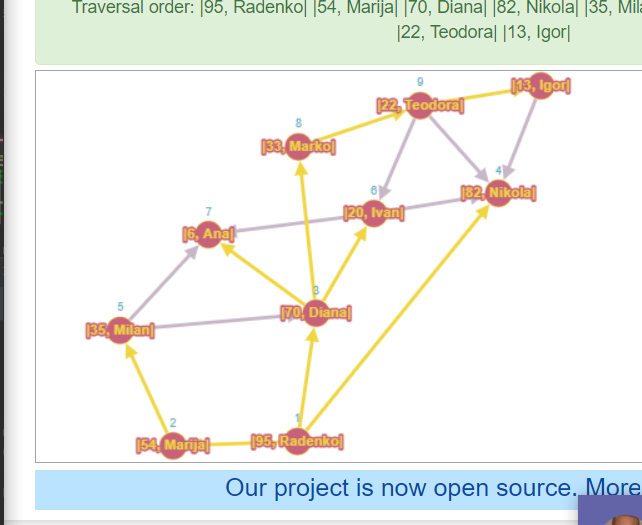 Traversal order: |95, Radenko| |54, Marija| |70, Diana| |82, Nikola| |35, Mila
|22, Teodora| |13, Igor|
|13, Igor|
9
|22, Teodora|
8
|33, Marko|
4
|82, Nikola|
6
|20, Ivan|
7
|6, Ana|
3
|70, Diana|
5
|35, Milan|
2
|54, Marija|
1
|95, Radenko|
Our project is now open source. More